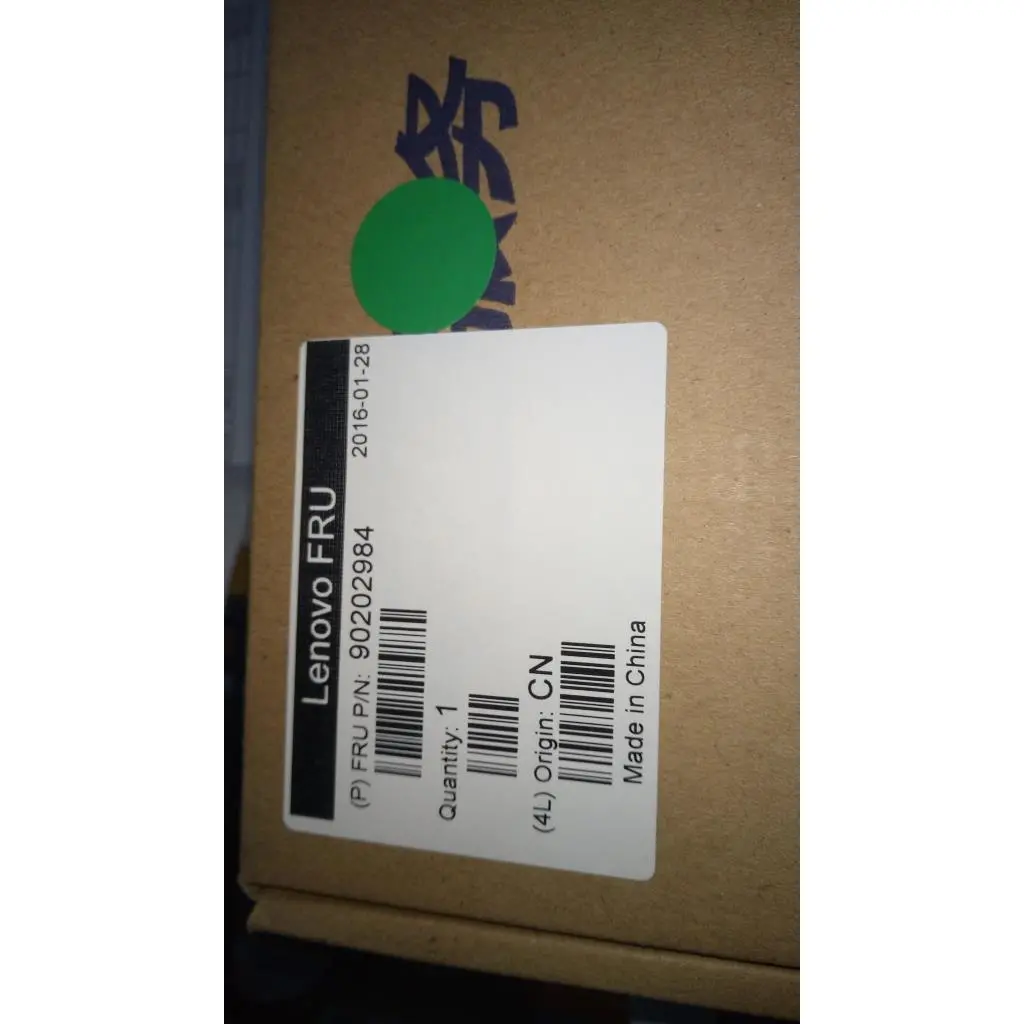 Lenovo FRU
(P) FRU P/N: 90202984 2016-01-28
Quantity: 1
(4L) Origin: CN
Made in China